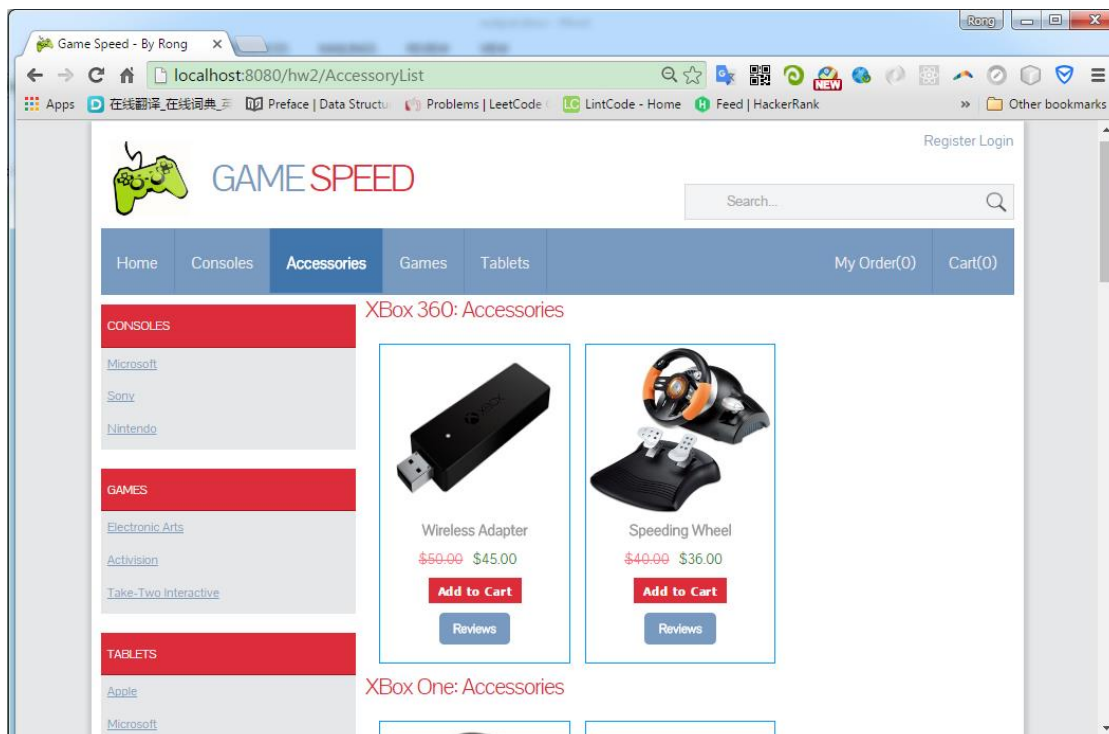 Rong
Game Speed - By Rong
localhost:8080/hw2/AccessoryList
NEW
Apps
在线翻译_在线词典_
Preface | Data Structu
Problems | LeetCode
LC LintCode - Home
Feed | HackerRank
»
Other bookmarks
Register Login
GAME SPEED
Search...
Home
Consoles
Accessories
Games
Tablets
My Order(0)
Cart(0)
CONSOLES
Microsoft
Sony
Nintendo
GAMES
Electronic Arts
Activision
Take-Two Interactive
TABLETS
Apple
Microsoft
XBox 360: Accessories
XBOX
Wireless Adapter
$50.00 $45.00
Add to Cart
Reviews
Speeding Wheel
$40.00 $36.00
Add to Cart
Reviews
XBox One: Accessories